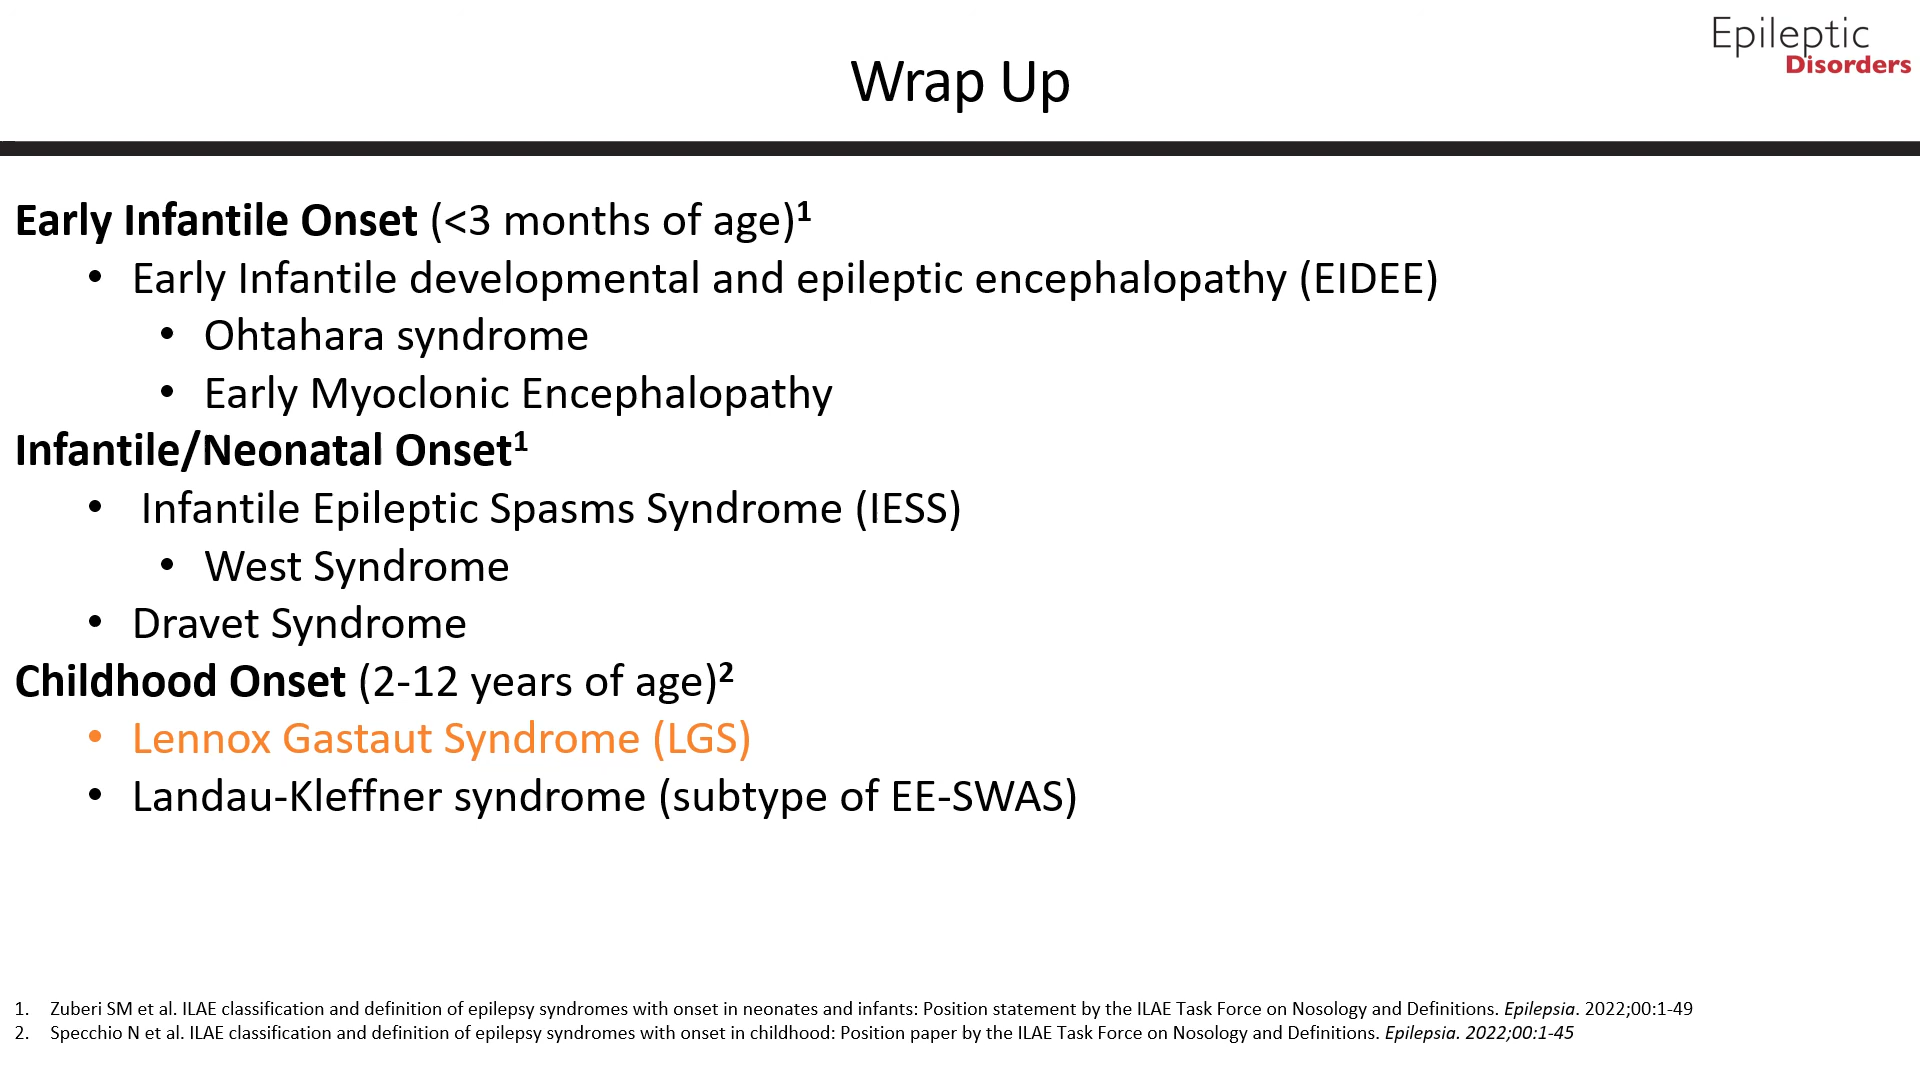 Epileptic
Disorders
Wrap Up
Early Infantile Onset (<3 months of age)¹
• Early Infantile developmental and epileptic encephalopathy (EIDEE)
• Ohtahara syndrome
• Early Myoclonic Encephalopathy
Infantile/Neonatal Onset¹
• Infantile Epileptic Spasms Syndrome (IESS)
• West Syndrome
• Dravet Syndrome
Childhood Onset (2-12 years of age)²
• Lennox Gastaut Syndrome (LGS)
• Landau-Kleffner syndrome (subtype of EE-SWAS)
1. Zuberi SM et al. ILAE classification and definition of epilepsy syndromes with onset in neonates and infants: Position statement by the ILAE Task Force on Nosology and Definitions. Epilepsia. 2022;00:1-49
2. Specchio N et al. ILAE classification and definition of epilepsy syndromes with onset in childhood: Position paper by the ILAE Task Force on Nosology and Definitions. Epilepsia. 2022;00:1-45